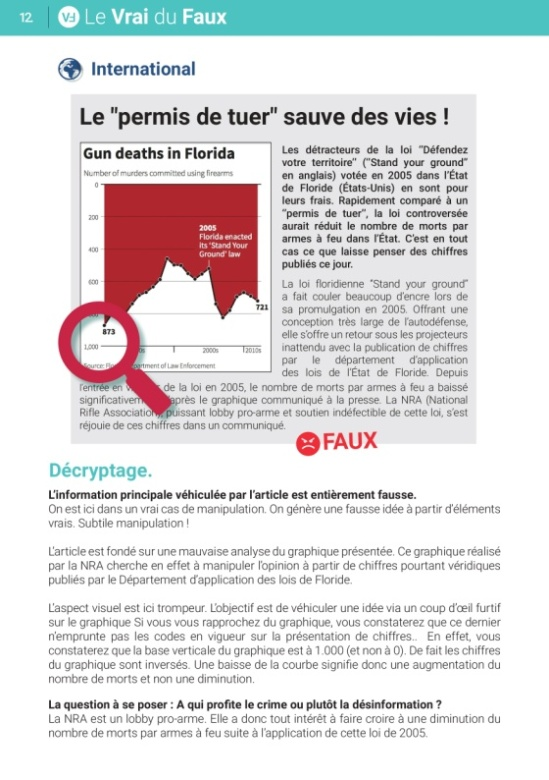 12
Le Vrai du Faux
International
Le "permis de tuer" sauve des vies !
Gun deaths in Florida
Number of murders committed using firearms
0
200
400
600
1,000
2005
Florida enacted
its 'Stand Your
Ground' law
873
721
2000s
2010s
Les détracteurs de la loi "Défendez
votre territoire" ("Stand your ground"
en anglais) votée en 2005 dans l'État
de Floride (États-Unis) en sont pour
leurs frais. Rapidement comparé à un
"permis de tuer", la loi controversée
aurait réduit le nombre de morts par
armes à feu dans l'État. C'est en tout
cas ce que laisse penser des chiffres
publiés ce jour.
La loi floridienne "Stand your ground"
a fait couler beaucoup d'encre lors de
sa promulgation en 2005. Offrant une
conception très large de l'autodéfense,
elle s'offre un retour sous les projecteurs
inattendu avec la publication de chiffres
par le département d'application
des lois de l'État de Floride. Depuis
l'entrée en de la loi en 2005, le nombre de morts par armes à feu a baissé
après le graphique communiqué à la presse. La NRA (National
Rifle Association), puissant lobby pro-arme et soutien indéfectible de cette loi, s'est
réjouie de ces chiffres dans un communiqué.
FAUX
Décryptage.
L'information principale véhiculée par l'article est entièrement fausse.
On est ici dans un vrai cas de manipulation. On génère une fausse idée à partir d'éléments
vrais. Subtile manipulation !
L'article est fondé sur une mauvaise analyse du graphique présentée. Ce graphique réalisé
par la NRA cherche en effet à manipuler l'opinion à partir de chiffres pourtant véridiques
publiés par le Département d'application des lois de Floride.
L'aspect visuel est ici trompeur. L'objectif est de véhiculer une idée via un coup d'œil furtif
sur le graphique Si vous vous rapprochez du graphique, vous constaterez que ce dernier
n'emprunte pas les codes en vigueur sur la présentation de chiffres.. En effet, vous
constaterez que la base verticale du graphique est à 1.000 (et non à 0). De fait les chiffres
du graphique sont inversés. Une baisse de la courbe signifie donc une augmentation du
nombre de morts et non une diminution.
La question à se poser : A qui profite le crime ou plutôt la désinformation ?
La NRA est un lobby pro-arme. Elle a donc tout intérêt à faire croire à une diminution du
nombre de morts par armes à feu suite à l'application de cette loi de 2005.